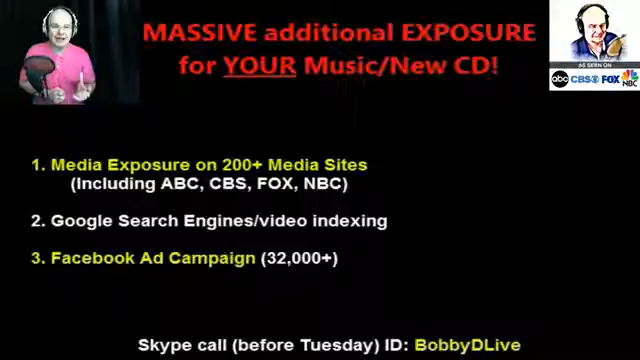 MASSIVE additional EXPOSURE
for YOUR Music/New CD!
AS SEEN ON
abc CBS FOX NBC
1. Media Exposure on 200+ Media Sites
(Including ABC, CBS, FOX, NBC)
2. Google Search Engines/video indexing
3. Facebook Ad Campaign (32,000+)
Skype call (before Tuesday) ID: BobbyDLive